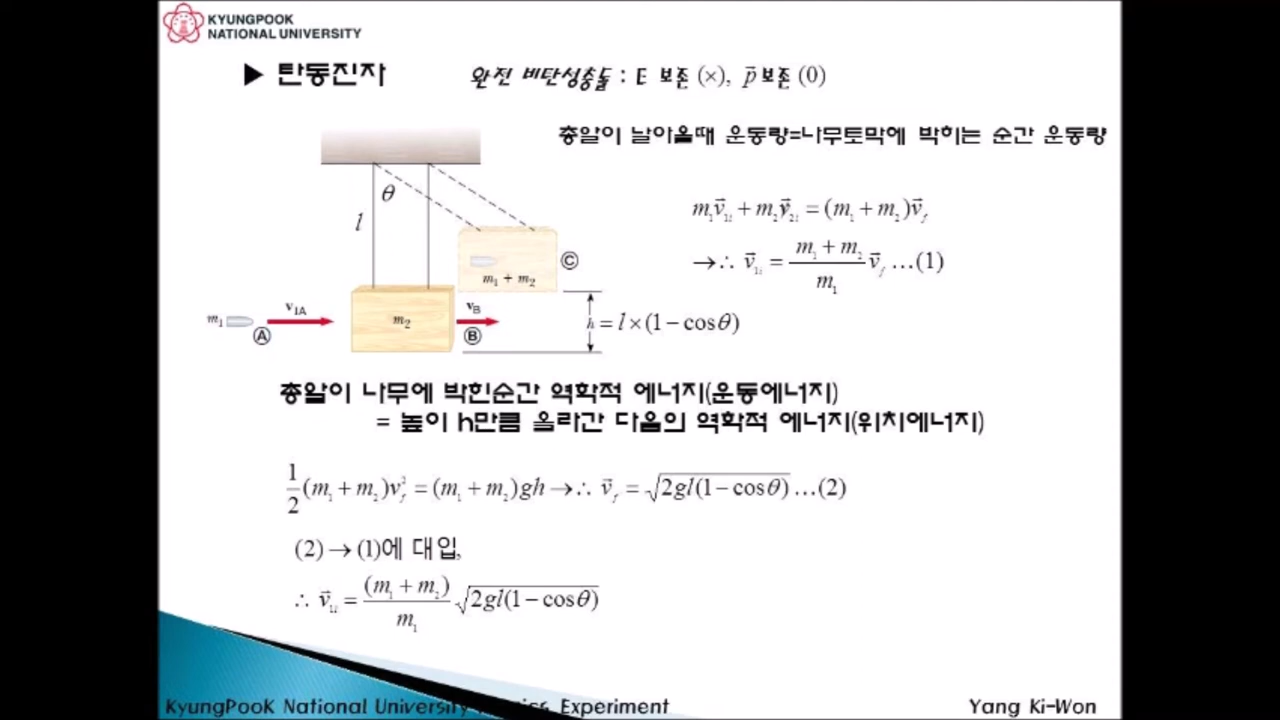 KYUNGPOOK
NATIONAL UNIVERSITY
▶ 탄동진자
완전 비탄성충돌 : E 보존 (×), p⃗ 보존 (0)
총알이 날아올때 운동량=나무토막에 박히는 순간 운동량
θ
l
m₁v⃗₁ᵢ + m₂v⃗₂ᵢ = (m₁ + m₂)v⃗_f
→∴ v⃗₁ᵢ = (m₁ + m₂)/m₁ v⃗_f …(1)
Ⓒ
m₁ + m₂
m₁
Ⓐ
v₁A
m₂
vB
Ⓑ
h = l×(1−cosθ)
총알이 나무에 박힌순간 역학적 에너지(운동에너지)
= 높이 h만큼 올라간 다음의 역학적 에너지(위치에너지)
1/2 (m₁ + m₂)v_f² = (m₁ + m₂)gh →∴ v⃗_f = √2gl(1−cosθ) …(2)
(2) → (1)에 대입,
∴ v⃗₁ᵢ = (m₁ + m₂)/m₁ √2gl(1−cosθ)
KyungPooK National University Physics Experiment
Yang Ki-Won